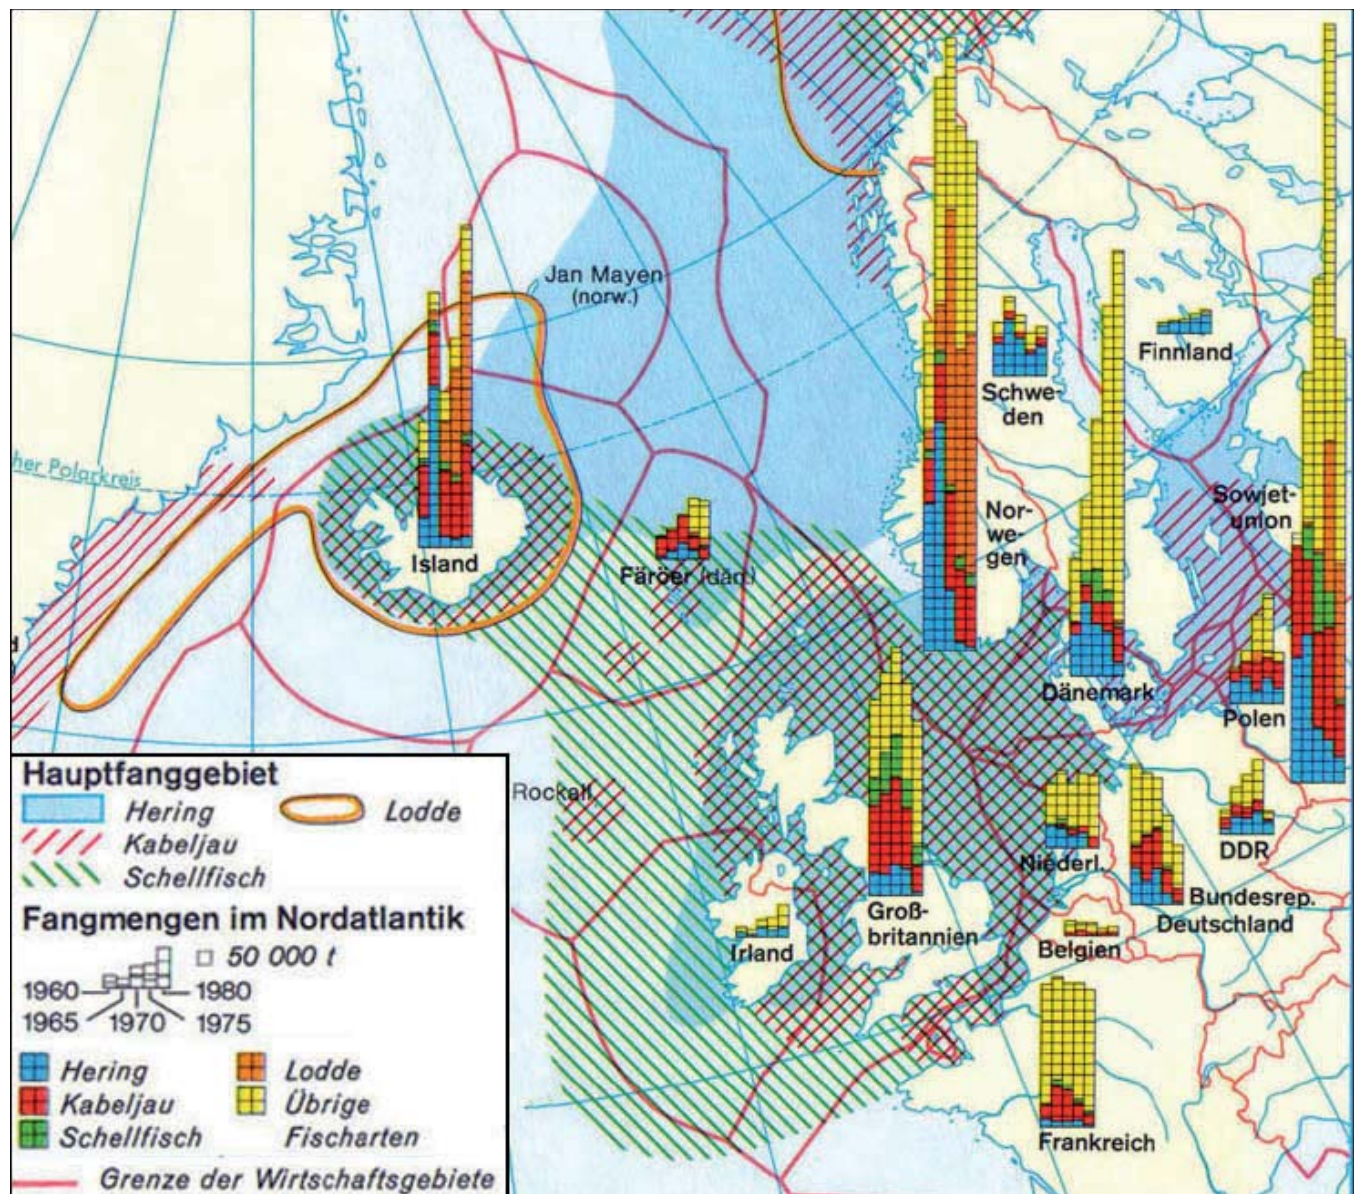 Jan Mayen
(norw.)
Finnland
Schwe-
den
her Polarkreis
Sowjet-
union
Nor-
we-
gen
Island
Färöer (dän.)
Dänemark
Polen
Rockall
Niederl.
DDR
Bundesrep.
Deutschland
Groß-
britannien
Irland
Belgien
Frankreich
Hauptfanggebiet
Hering
Lodde
Kabeljau
Schellfisch
Fangmengen im Nordatlantik
50 000 t
1960
1980
1965
1970
1975
Hering
Lodde
Kabeljau
Übrige
Schellfisch
Fischarten
Grenze der Wirtschaftsgebiete